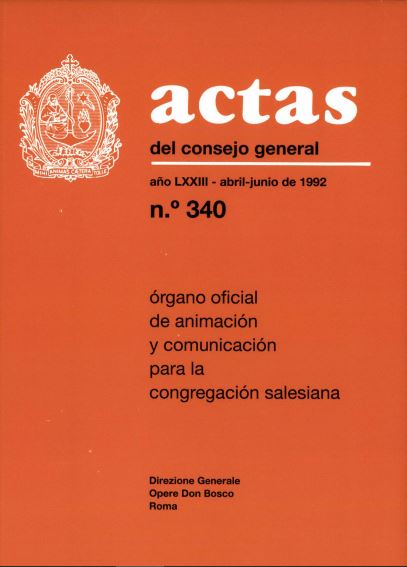 actas
del consejo general
año LXXIII - abril-junio de 1992
n.º 340
órgano oficial
de animación
y comunicación
para la
congregación salesiana
Direzione Generale
Opere Don Bosco
Roma